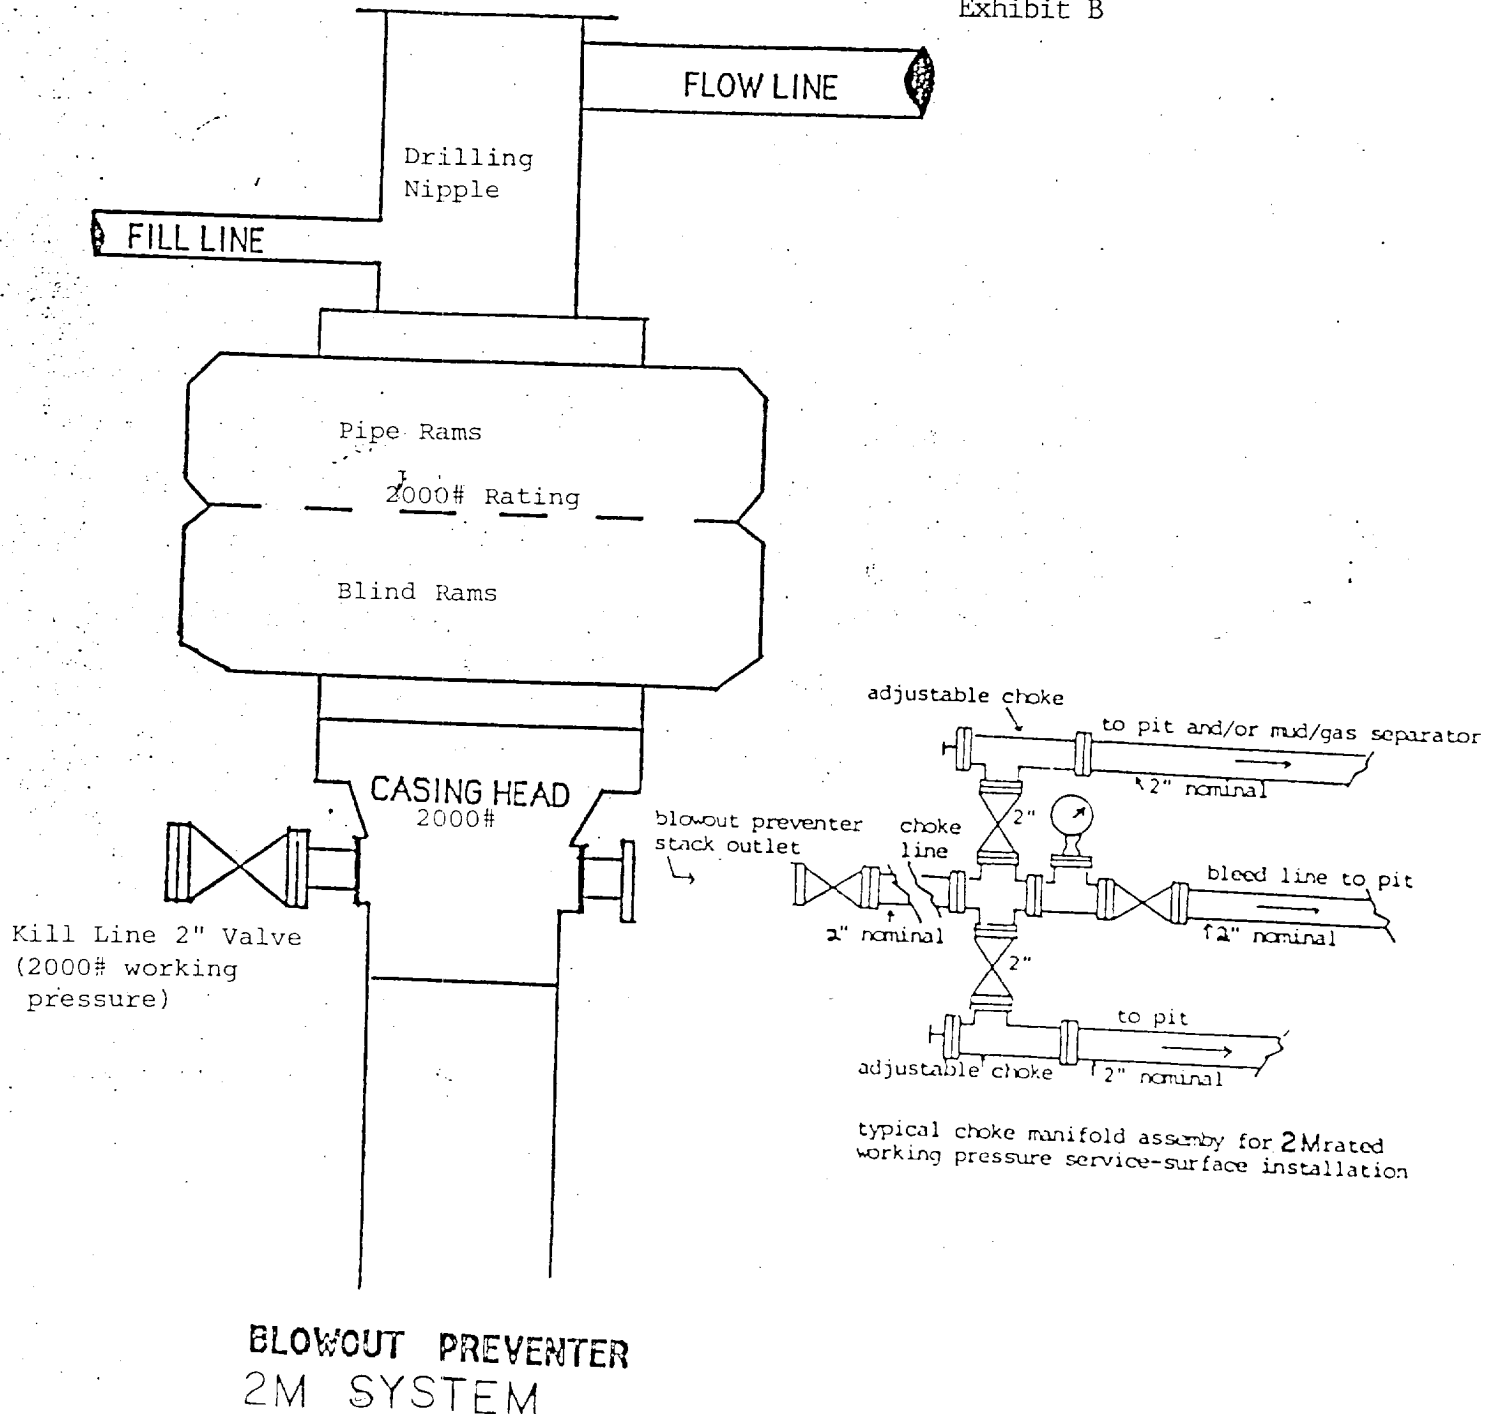 Exhibit B
FLOW LINE
Drilling
Nipple
FILL LINE
Pipe Rams
2000# Rating
Blind Rams
CASING HEAD
2000#
Kill Line 2" Valve
(2000# working
pressure)
blowout preventer
stack outlet
choke
line
2" nominal
adjustable choke
to pit and/or mud/gas separator
2" nominal
2"
bleed line to pit
2" nominal
2"
to pit
adjustable choke
2" nominal
typical choke manifold assemby for 2M rated
working pressure service-surface installation
BLOWOUT PREVENTER
2M SYSTEM